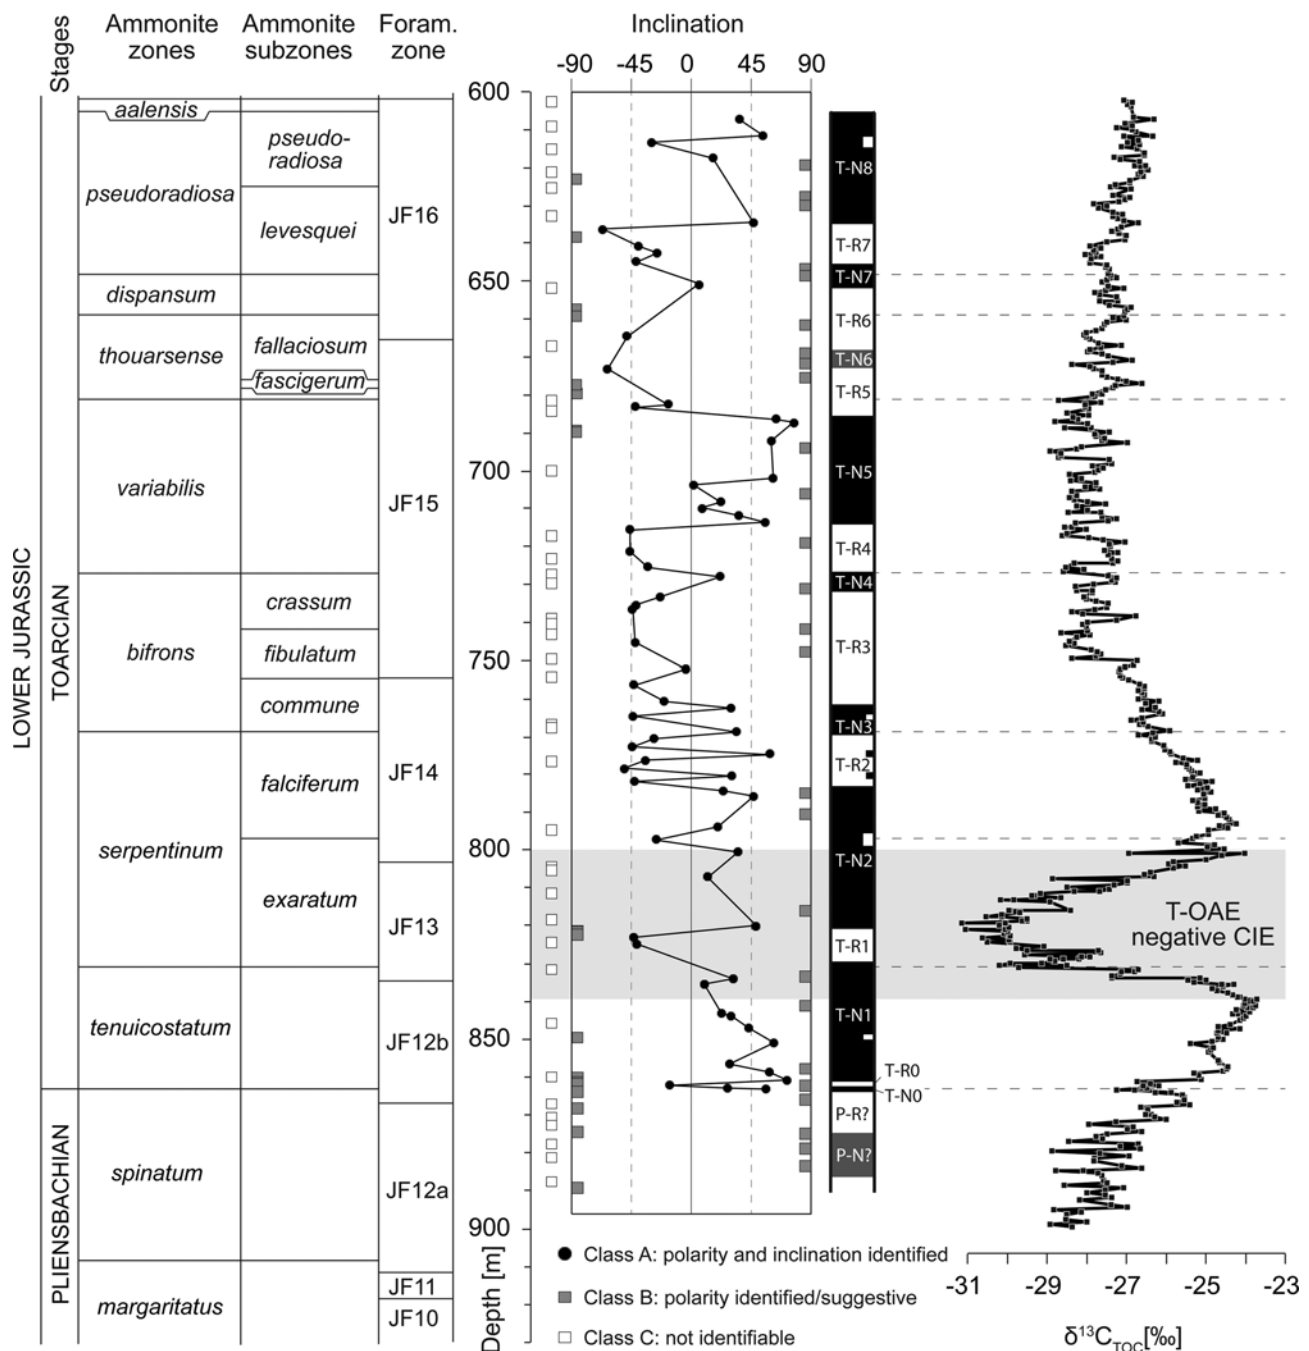 Stages
Ammonite
zones
Ammonite
subzones
Foram.
zone
Inclination
-90
-45
0
45
90
LOWER JURASSIC
TOARCIAN
PLIENSBACHIAN
aalensis
pseudoradiosa
dispansum
thouarsense
variabilis
bifrons
serpentinum
tenuicostatum
spinatum
margaritatus
pseudo-
radiosa
levesquei
fallaciosum
fascigerum
crassum
fibulatum
commune
falciferum
exaratum
JF16
JF15
JF14
JF13
JF12b
JF12a
JF11
JF10
600
650
700
750
800
850
900
Depth [m]
T-N8
T-R7
T-N7
T-R6
T-N6
T-R5
T-N5
T-R4
T-N4
T-R3
T-N3
T-R2
T-N2
T-R1
T-N1
T-R0
T-N0
P-R?
P-N?
T-OAE
negative CIE
Class A: polarity and inclination identified
Class B: polarity identified/suggestive
Class C: not identifiable
-31
-29
-27
-25
-23
δ¹³C_TOC[‰]